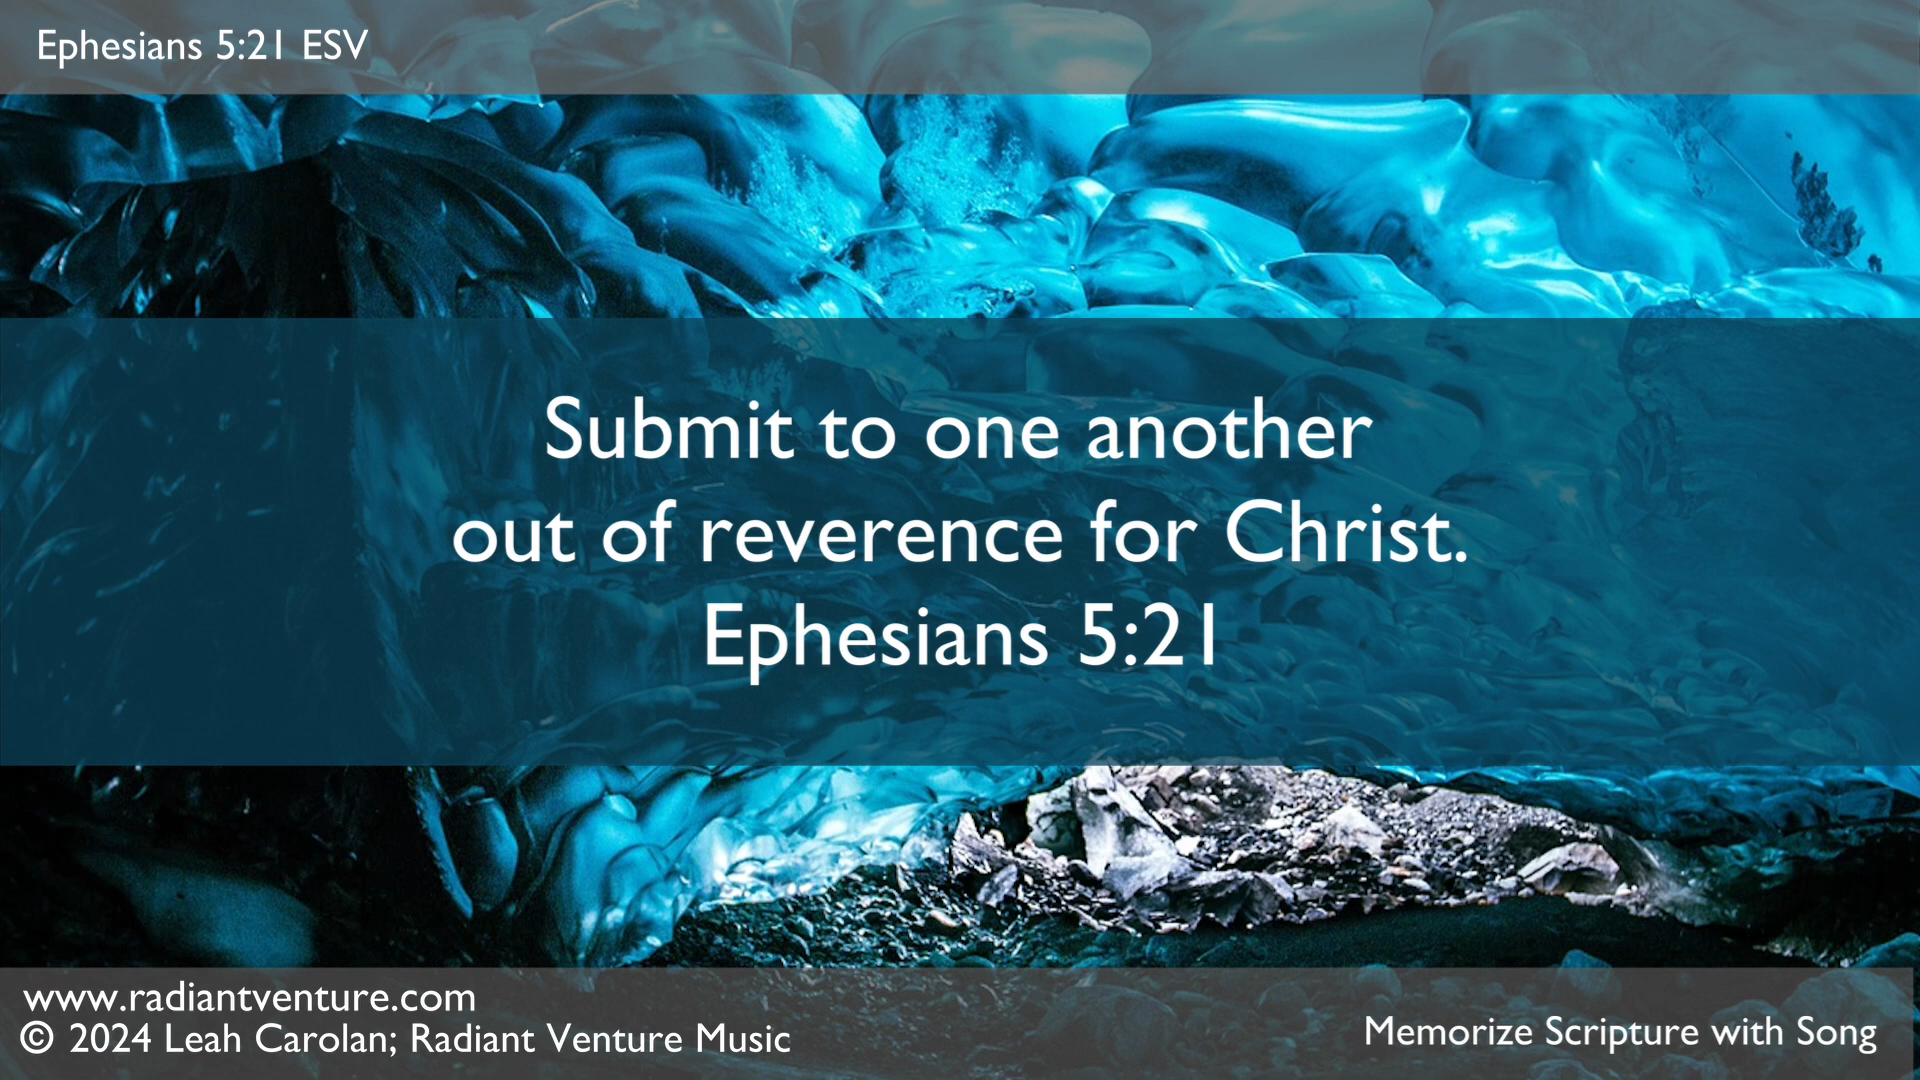 Ephesians 5:21 ESV
Submit to one another
out of reverence for Christ.
Ephesians 5:21
www.radiantventure.com
© 2024 Leah Carolan; Radiant Venture Music
Memorize Scripture with Song